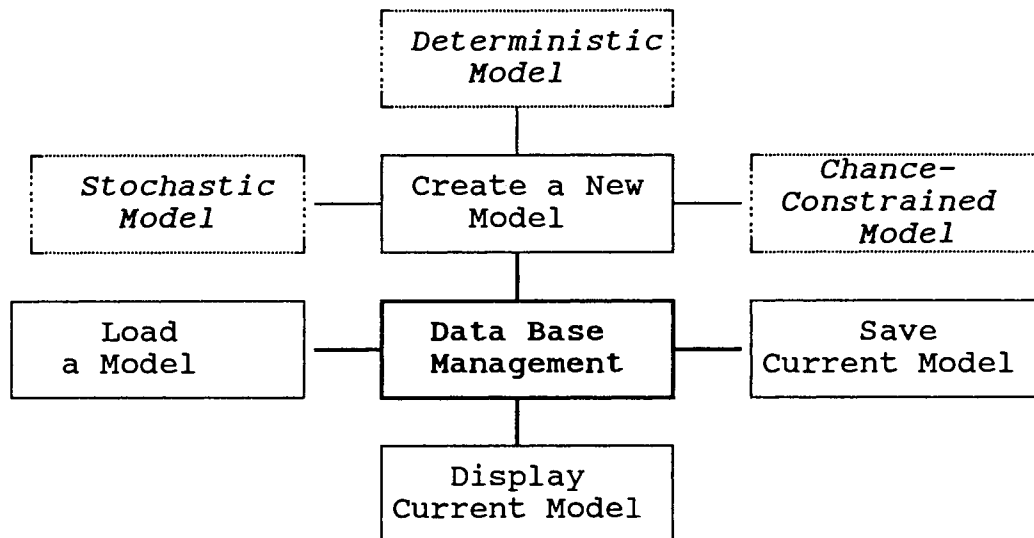 Deterministic
Model
Stochastic
Model
Create a New
Model
Chance-
Constrained
Model
Load
a Model
Data Base
Management
Save
Current Model
Display
Current Model